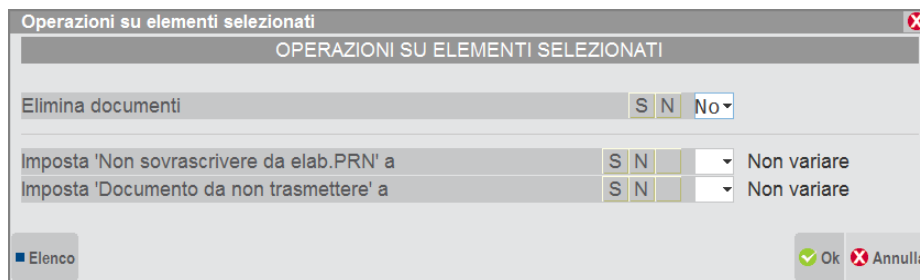 Operazioni su elementi selezionati
OPERAZIONI SU ELEMENTI SELEZIONATI
Elimina documenti S N No
Imposta 'Non sovrascrivere da elab.PRN' a S N Non variare
Imposta 'Documento da non trasmettere' a S N Non variare
Elenco Ok Annulla